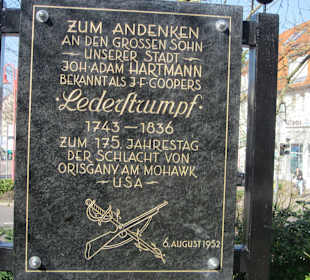 ZUM ANDENKEN
AN DEN GROSSEN SOHN
UNSERER STADT
JOH·ADAM HARTMANN
BEKANNT ALS J·F·COOPERS
„Lederstrumpf“
1743–1836
ZUM 175. JAHRESTAG
DER SCHLACHT VON
ORISGANY AM MOHAWK
–USA–
6. AUGUST 1952